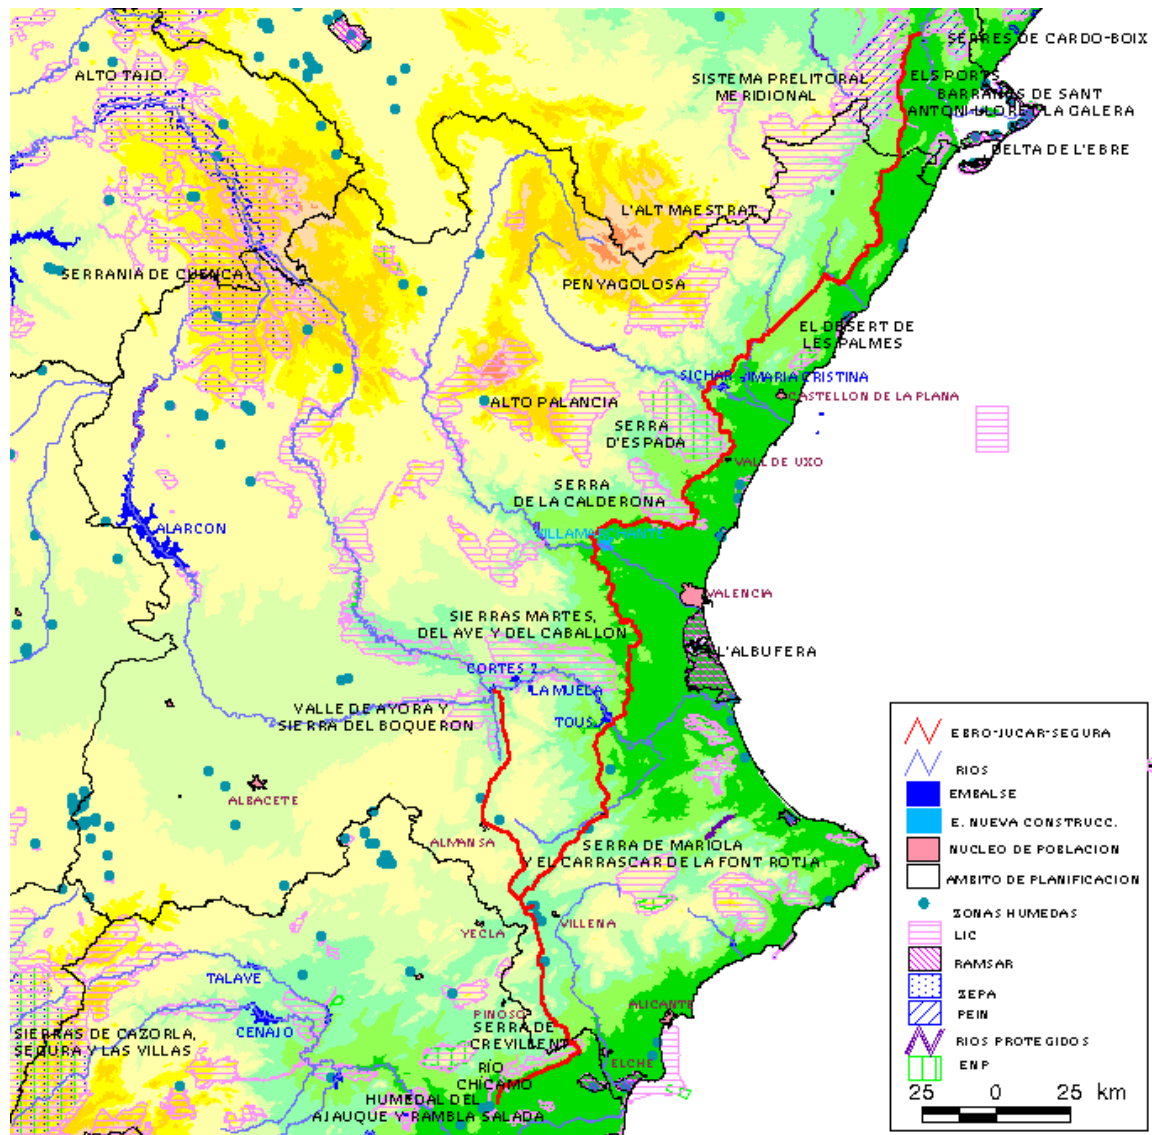 SERRES DE CARDO-BOIX
ALTO TAJO
SISTEMA PRELITORAL
MERIDIONAL
ELS PORTS
BARRANCS DE SANT
ANTONI-LLORET-LA GALERA
DELTA DE L'EBRE
L'ALT MAESTRAT
SERRANIA DE CUENCA
PENYAGOLOSA
EL DESERT DE
LES PALMES
SICHAR
MARIA CRISTINA
CASTELLON DE LA PLANA
ALTO PALANCIA
SERRA
D'ESPADA
VALL DE UXO
SERRA
DE LA CALDERONA
ALARCON
VILLAMARCHANTE
VALENCIA
SIERRAS MARTES,
DEL AVE Y DEL CABALLON
L'ALBUFERA
CORTES 2
LA MUELA
VALLE DE AYORA Y
SIERRA DEL BOQUERON
TOUS
ALBACETE
ALMANSA
SERRA DE MARIOLA
Y EL CARRASCAR DE LA FONT ROTJA
VILLENA
YECLA
TALAVE
PINOSO
ALICANTE
CENAJO
SERRA DE
CREVILLENT
SIERRAS DE CAZORLA,
SEGURA Y LAS VILLAS
ELCHE
RÍO
CHÍCAMO
HUMEDAL DEL
AJAUQUE Y RAMBLA SALADA
EBRO-JUCAR-SEGURA
RIOS
EMBALSE
E. NUEVA CONSTRUCC.
NUCLEO DE POBLACION
AMBITO DE PLANIFICACION
ZONAS HUMEDAS
LIC
RAMSAR
ZEPA
PEIN
RIOS PROTEGIDOS
ENP
25 0 25 km